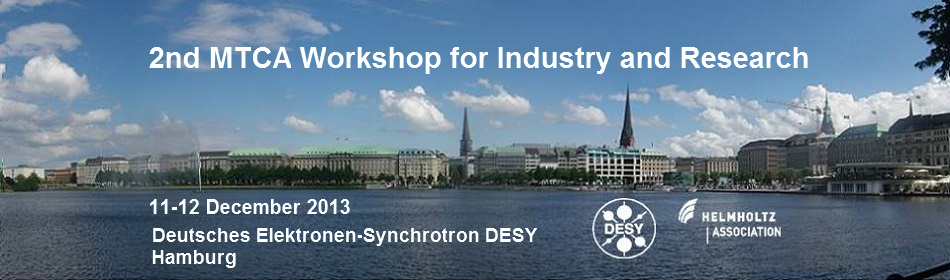 2nd MTCA Workshop for Industry and Research
11-12 December 2013
Deutsches Elektronen-Synchrotron DESY
Hamburg
DESY
HELMHOLTZ
ASSOCIATION